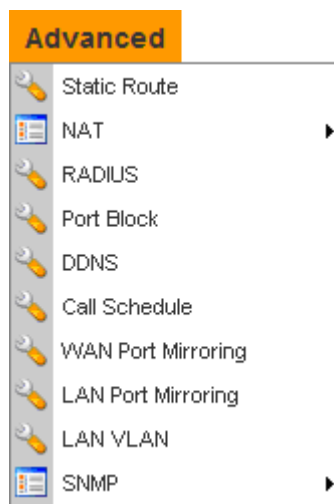 Advanced
Static Route
NAT
RADIUS
Port Block
DDNS
Call Schedule
WAN Port Mirroring
LAN Port Mirroring
LAN VLAN
SNMP